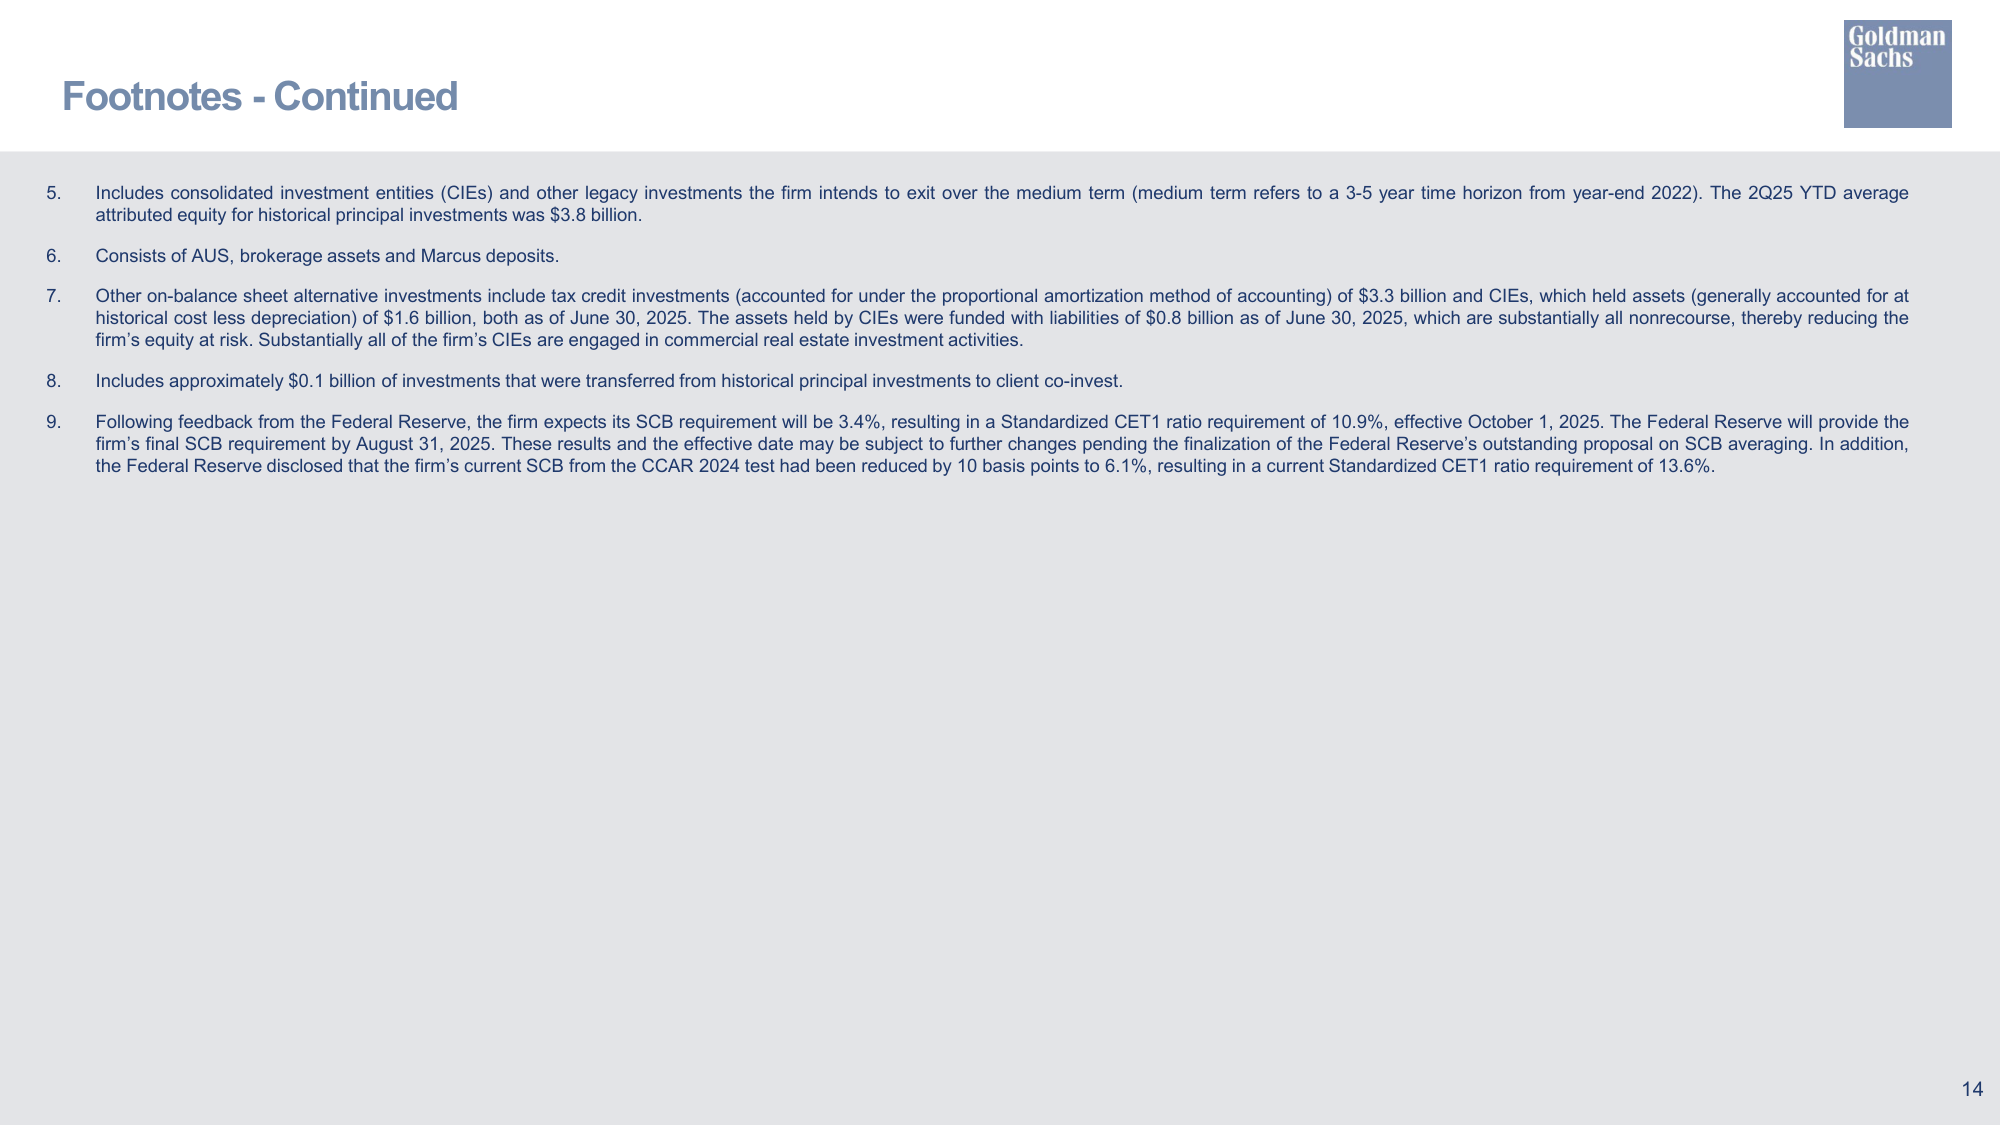 Goldman
Sachs
Footnotes - Continued
5. Includes consolidated investment entities (CIEs) and other legacy investments the firm intends to exit over the medium term (medium term refers to a 3-5 year time horizon from year-end 2022). The 2Q25 YTD average
attributed equity for historical principal investments was $3.8 billion.
6. Consists of AUS, brokerage assets and Marcus deposits.
7. Other on-balance sheet alternative investments include tax credit investments (accounted for under the proportional amortization method of accounting) of $3.3 billion and CIEs, which held assets (generally accounted for at
historical cost less depreciation) of $1.6 billion, both as of June 30, 2025. The assets held by CIEs were funded with liabilities of $0.8 billion as of June 30, 2025, which are substantially all nonrecourse, thereby reducing the
firm’s equity at risk. Substantially all of the firm’s CIEs are engaged in commercial real estate investment activities.
8. Includes approximately $0.1 billion of investments that were transferred from historical principal investments to client co-invest.
9. Following feedback from the Federal Reserve, the firm expects its SCB requirement will be 3.4%, resulting in a Standardized CET1 ratio requirement of 10.9%, effective October 1, 2025. The Federal Reserve will provide the
firm’s final SCB requirement by August 31, 2025. These results and the effective date may be subject to further changes pending the finalization of the Federal Reserve’s outstanding proposal on SCB averaging. In addition,
the Federal Reserve disclosed that the firm’s current SCB from the CCAR 2024 test had been reduced by 10 basis points to 6.1%, resulting in a current Standardized CET1 ratio requirement of 13.6%.
14